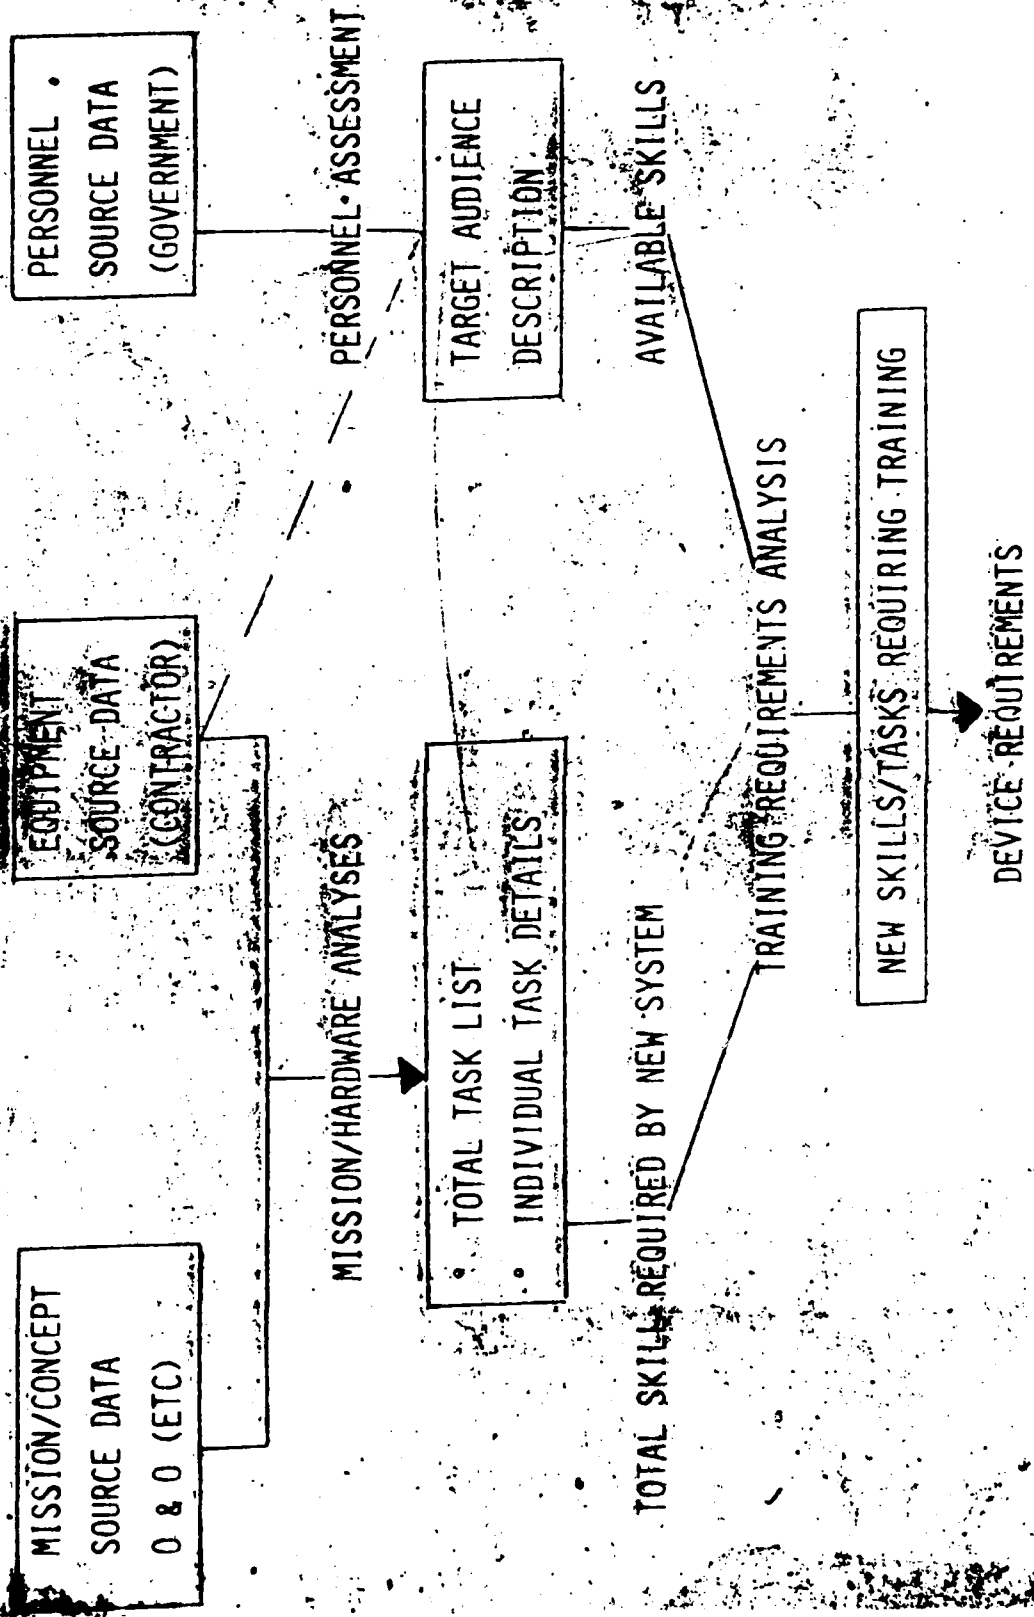 MISSION/CONCEPT
SOURCE DATA
O & O (ETC)
EQUIPMENT
SOURCE DATA
(CONTRACTOR)
PERSONNEL
SOURCE DATA
(GOVERNMENT)
MISSION/HARDWARE ANALYSES
PERSONNEL ASSESSMENT
• TOTAL TASK LIST
• INDIVIDUAL TASK DETAILS
TARGET AUDIENCE
DESCRIPTION
TOTAL SKILL REQUIRED BY NEW SYSTEM
AVAILABLE SKILLS
TRAINING REQUIREMENTS ANALYSIS
NEW SKILLS/TASKS REQUIRING TRAINING
DEVICE REQUIREMENTS